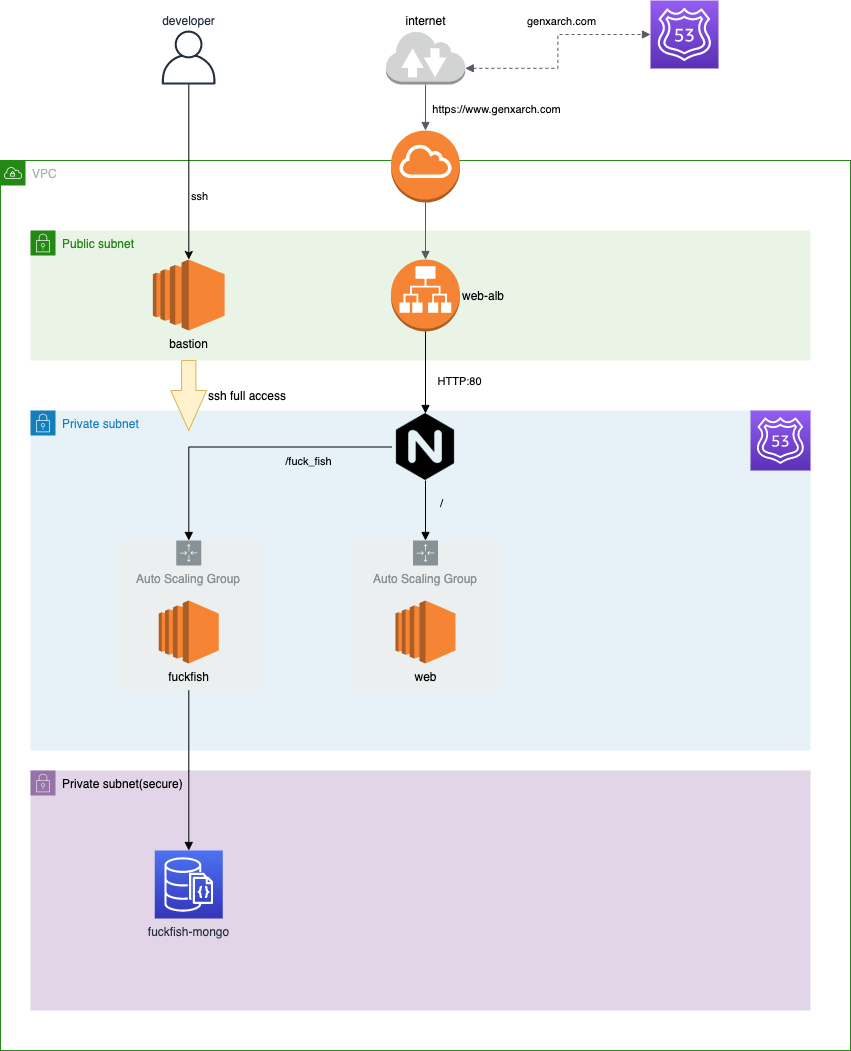 developer
internet
genxarch.com
53
https://www.genxarch.com
VPC
ssh
Public subnet
web-alb
bastion
HTTP:80
ssh full access
Private subnet
N
53
/fuck_fish
/
Auto Scaling Group
Auto Scaling Group
fuckfish
web
Private subnet(secure)
{}
fuckfish-mongo